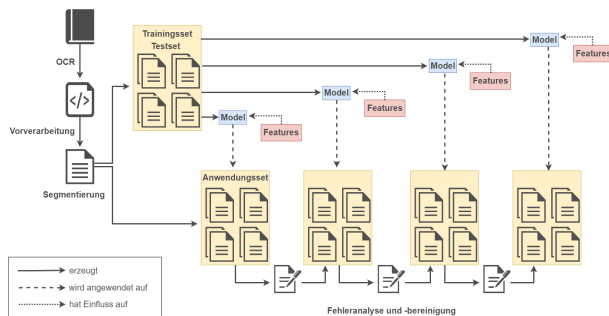 OCR
Vorverarbeitung
Segmentierung
Trainingsset
Testset
Model
Features
Model
Features
Model
Features
Model
Features
Anwendungsset
Fehleranalyse und -bereinigung
erzeugt
wird angewendet auf
hat Einfluss auf